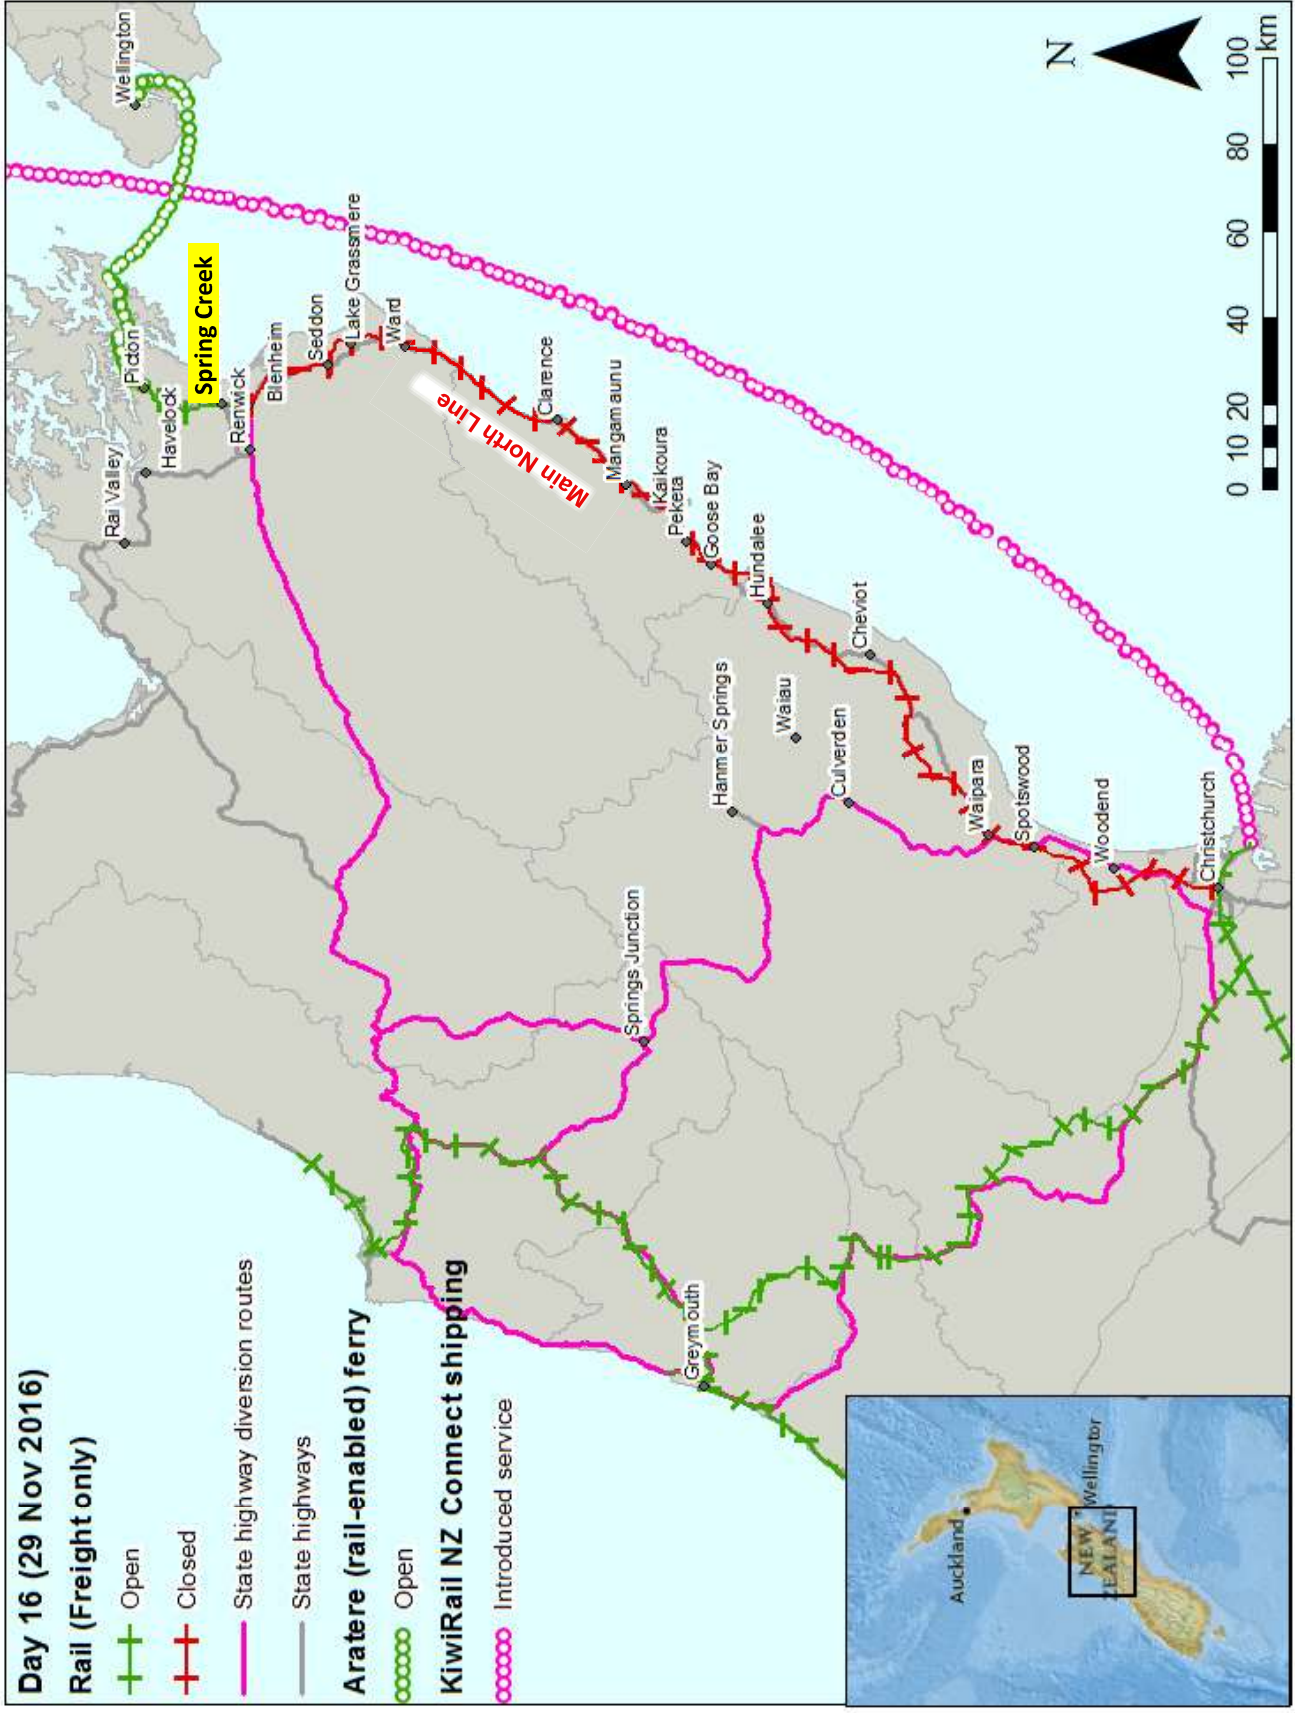 Day 16 (29 Nov 2016)
Rail (Freight only)
Open
Closed
State highway diversion routes
State highways
Aratere (rail-enabled) ferry
Open
KiwiRail NZ Connect shipping
Introduced service
Wellington
Picton
Spring Creek
Havelock
Rai Valley
Renwick
Blenheim
Seddon
Lake Grassmere
Ward
Main North Line
Clarence
Mangamaunu
Kaikoura
Peketa
Goose Bay
Hundalee
Cheviot
Hanmer Springs
Waiau
Culverden
Springs Junction
Waipara
Spotswood
Woodend
Christchurch
Greymouth
N
0 10 20 40 60 80 100
km
Auckland
NEW
ZEALAND
Wellington